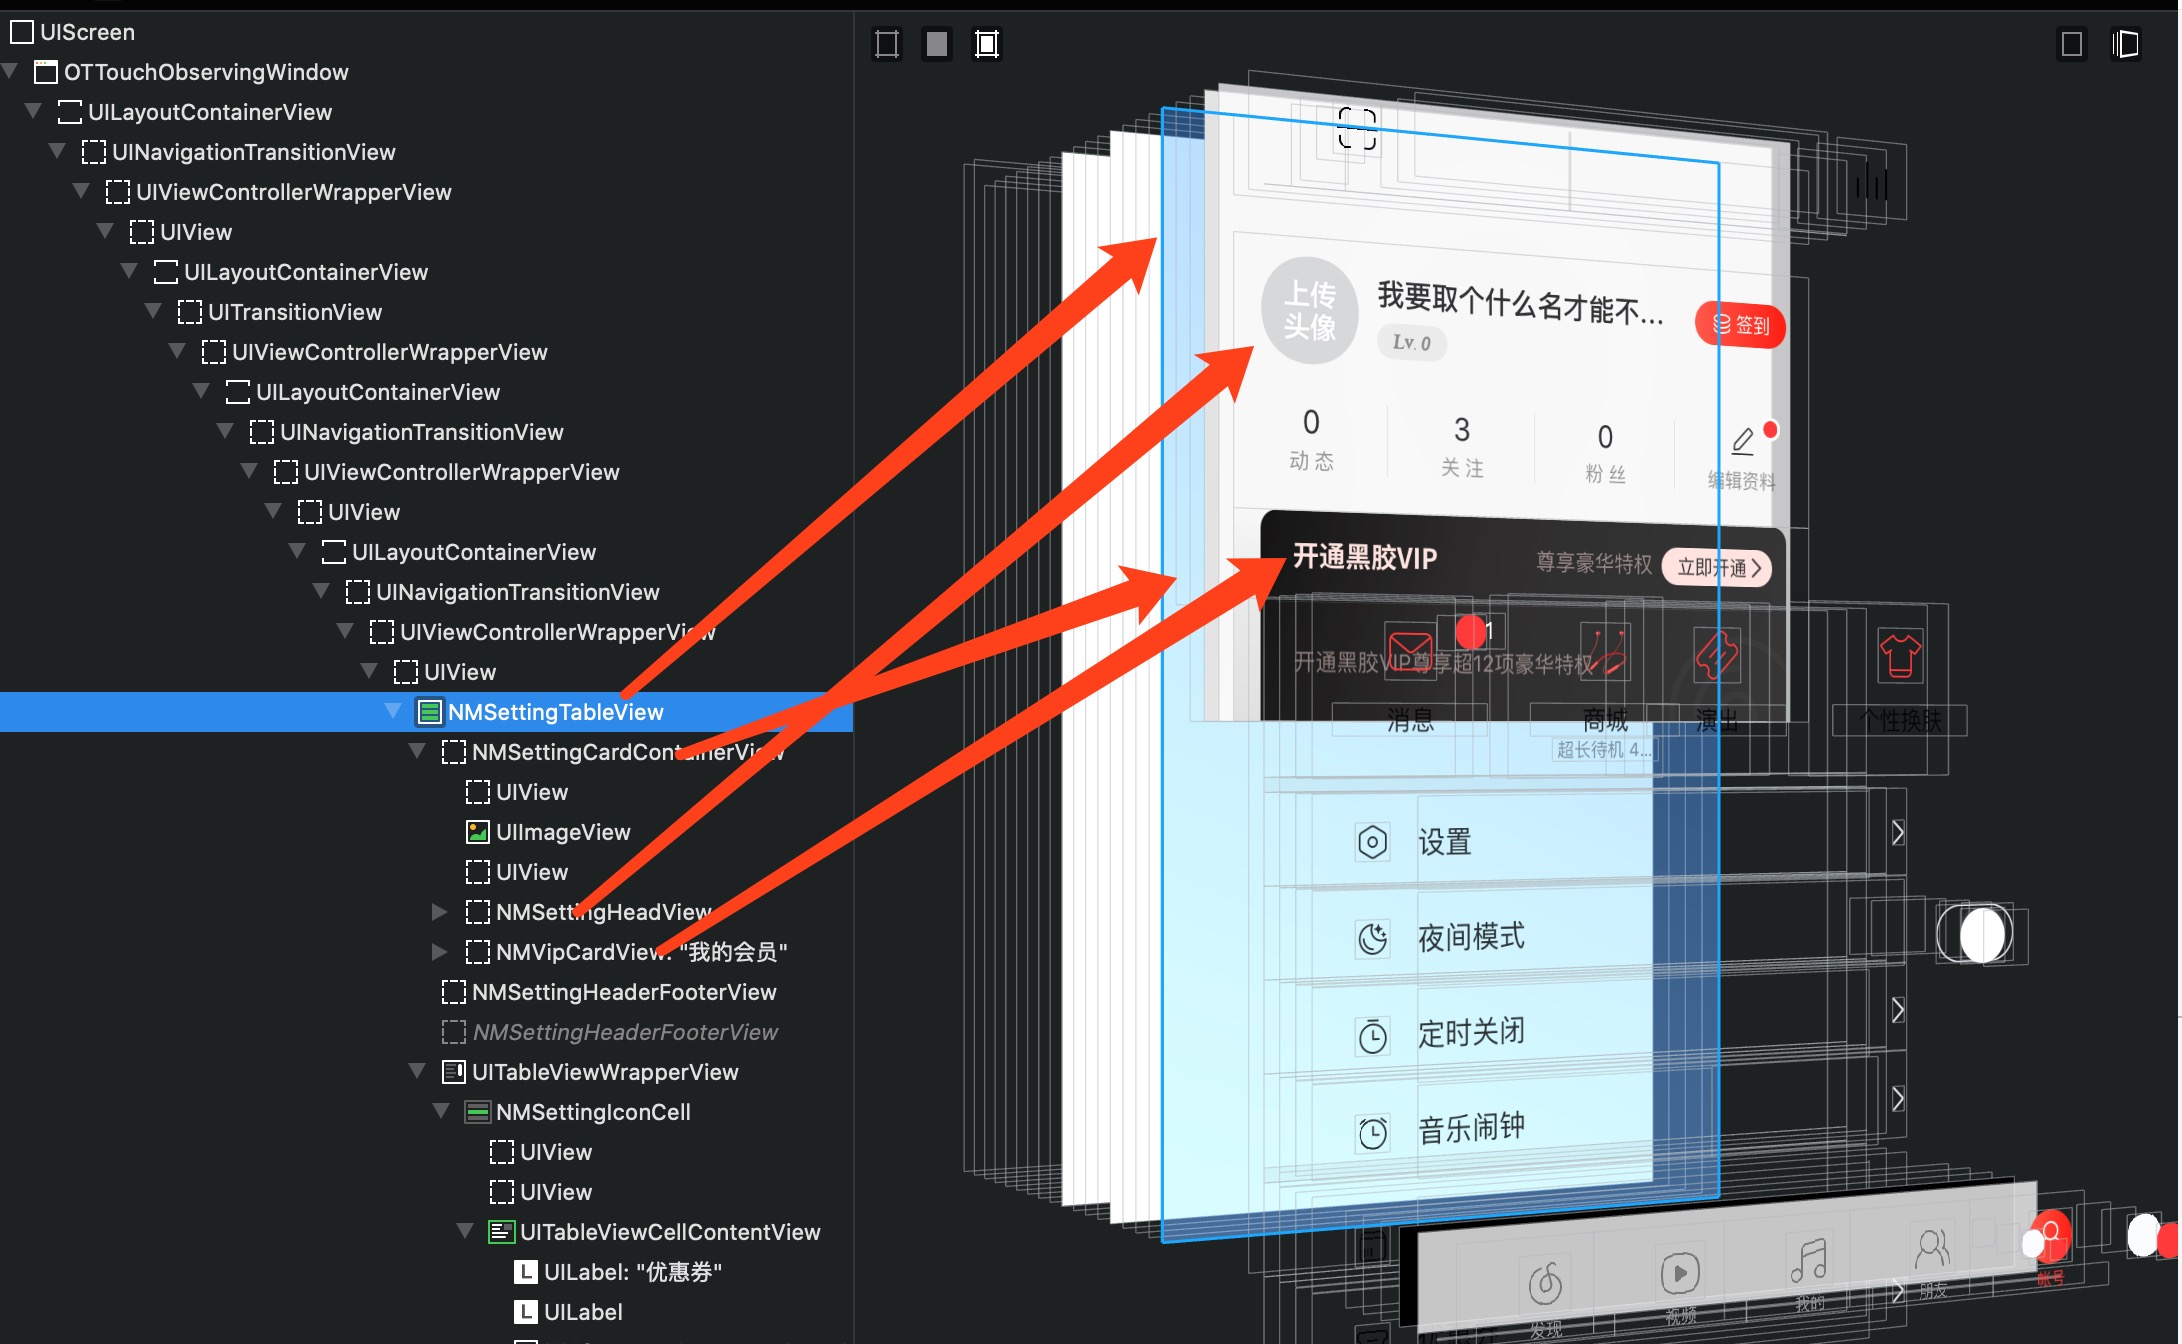 UIScreen
OTTouchObservingWindow
UILayoutContainerView
UINavigationTransitionView
UIViewControllerWrapperView
UIView
UILayoutContainerView
UITransitionView
UIViewControllerWrapperView
UILayoutContainerView
UINavigationTransitionView
UIViewControllerWrapperView
UIView
UILayoutContainerView
UINavigationTransitionView
UIViewControllerWrapperView
UIView
NMSettingTableView
NMSettingCardContainerView
UIView
UIImageView
UIView
NMSettingHeadView
NMVipCardView: "我的会员"
NMSettingHeaderFooterView
NMSettingHeaderFooterView
UITableViewWrapperView
NMSettingIconCell
UIView
UIView
UITableViewCellContentView
L UILabel: "优惠券"
L UILabel
上传
头像
我要取个什么名才能不...
Lv. 0
签到
0
动态
3
关注
0
粉丝
编辑资料
开通黑胶VIP
尊享豪华特权
立即开通
1
开通黑胶VIP尊享超12项豪华特权
消息
商城
演出
个性换肤
超长待机 4...
设置
夜间模式
定时关闭
音乐闹钟
发现
视频
我的
朋友
帐号